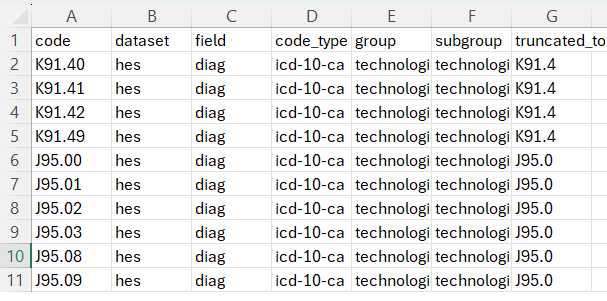 A B C D E F G
1 code dataset field code_type group subgroup truncated_to
2 K91.40 hes diag icd-10-ca technologi technologi K91.4
3 K91.41 hes diag icd-10-ca technologi technologi K91.4
4 K91.42 hes diag icd-10-ca technologi technologi K91.4
5 K91.49 hes diag icd-10-ca technologi technologi K91.4
6 J95.00 hes diag icd-10-ca technologi technologi J95.0
7 J95.01 hes diag icd-10-ca technologi technologi J95.0
8 J95.02 hes diag icd-10-ca technologi technologi J95.0
9 J95.03 hes diag icd-10-ca technologi technologi J95.0
10 J95.08 hes diag icd-10-ca technologi technologi J95.0
11 J95.09 hes diag icd-10-ca technologi technologi J95.0